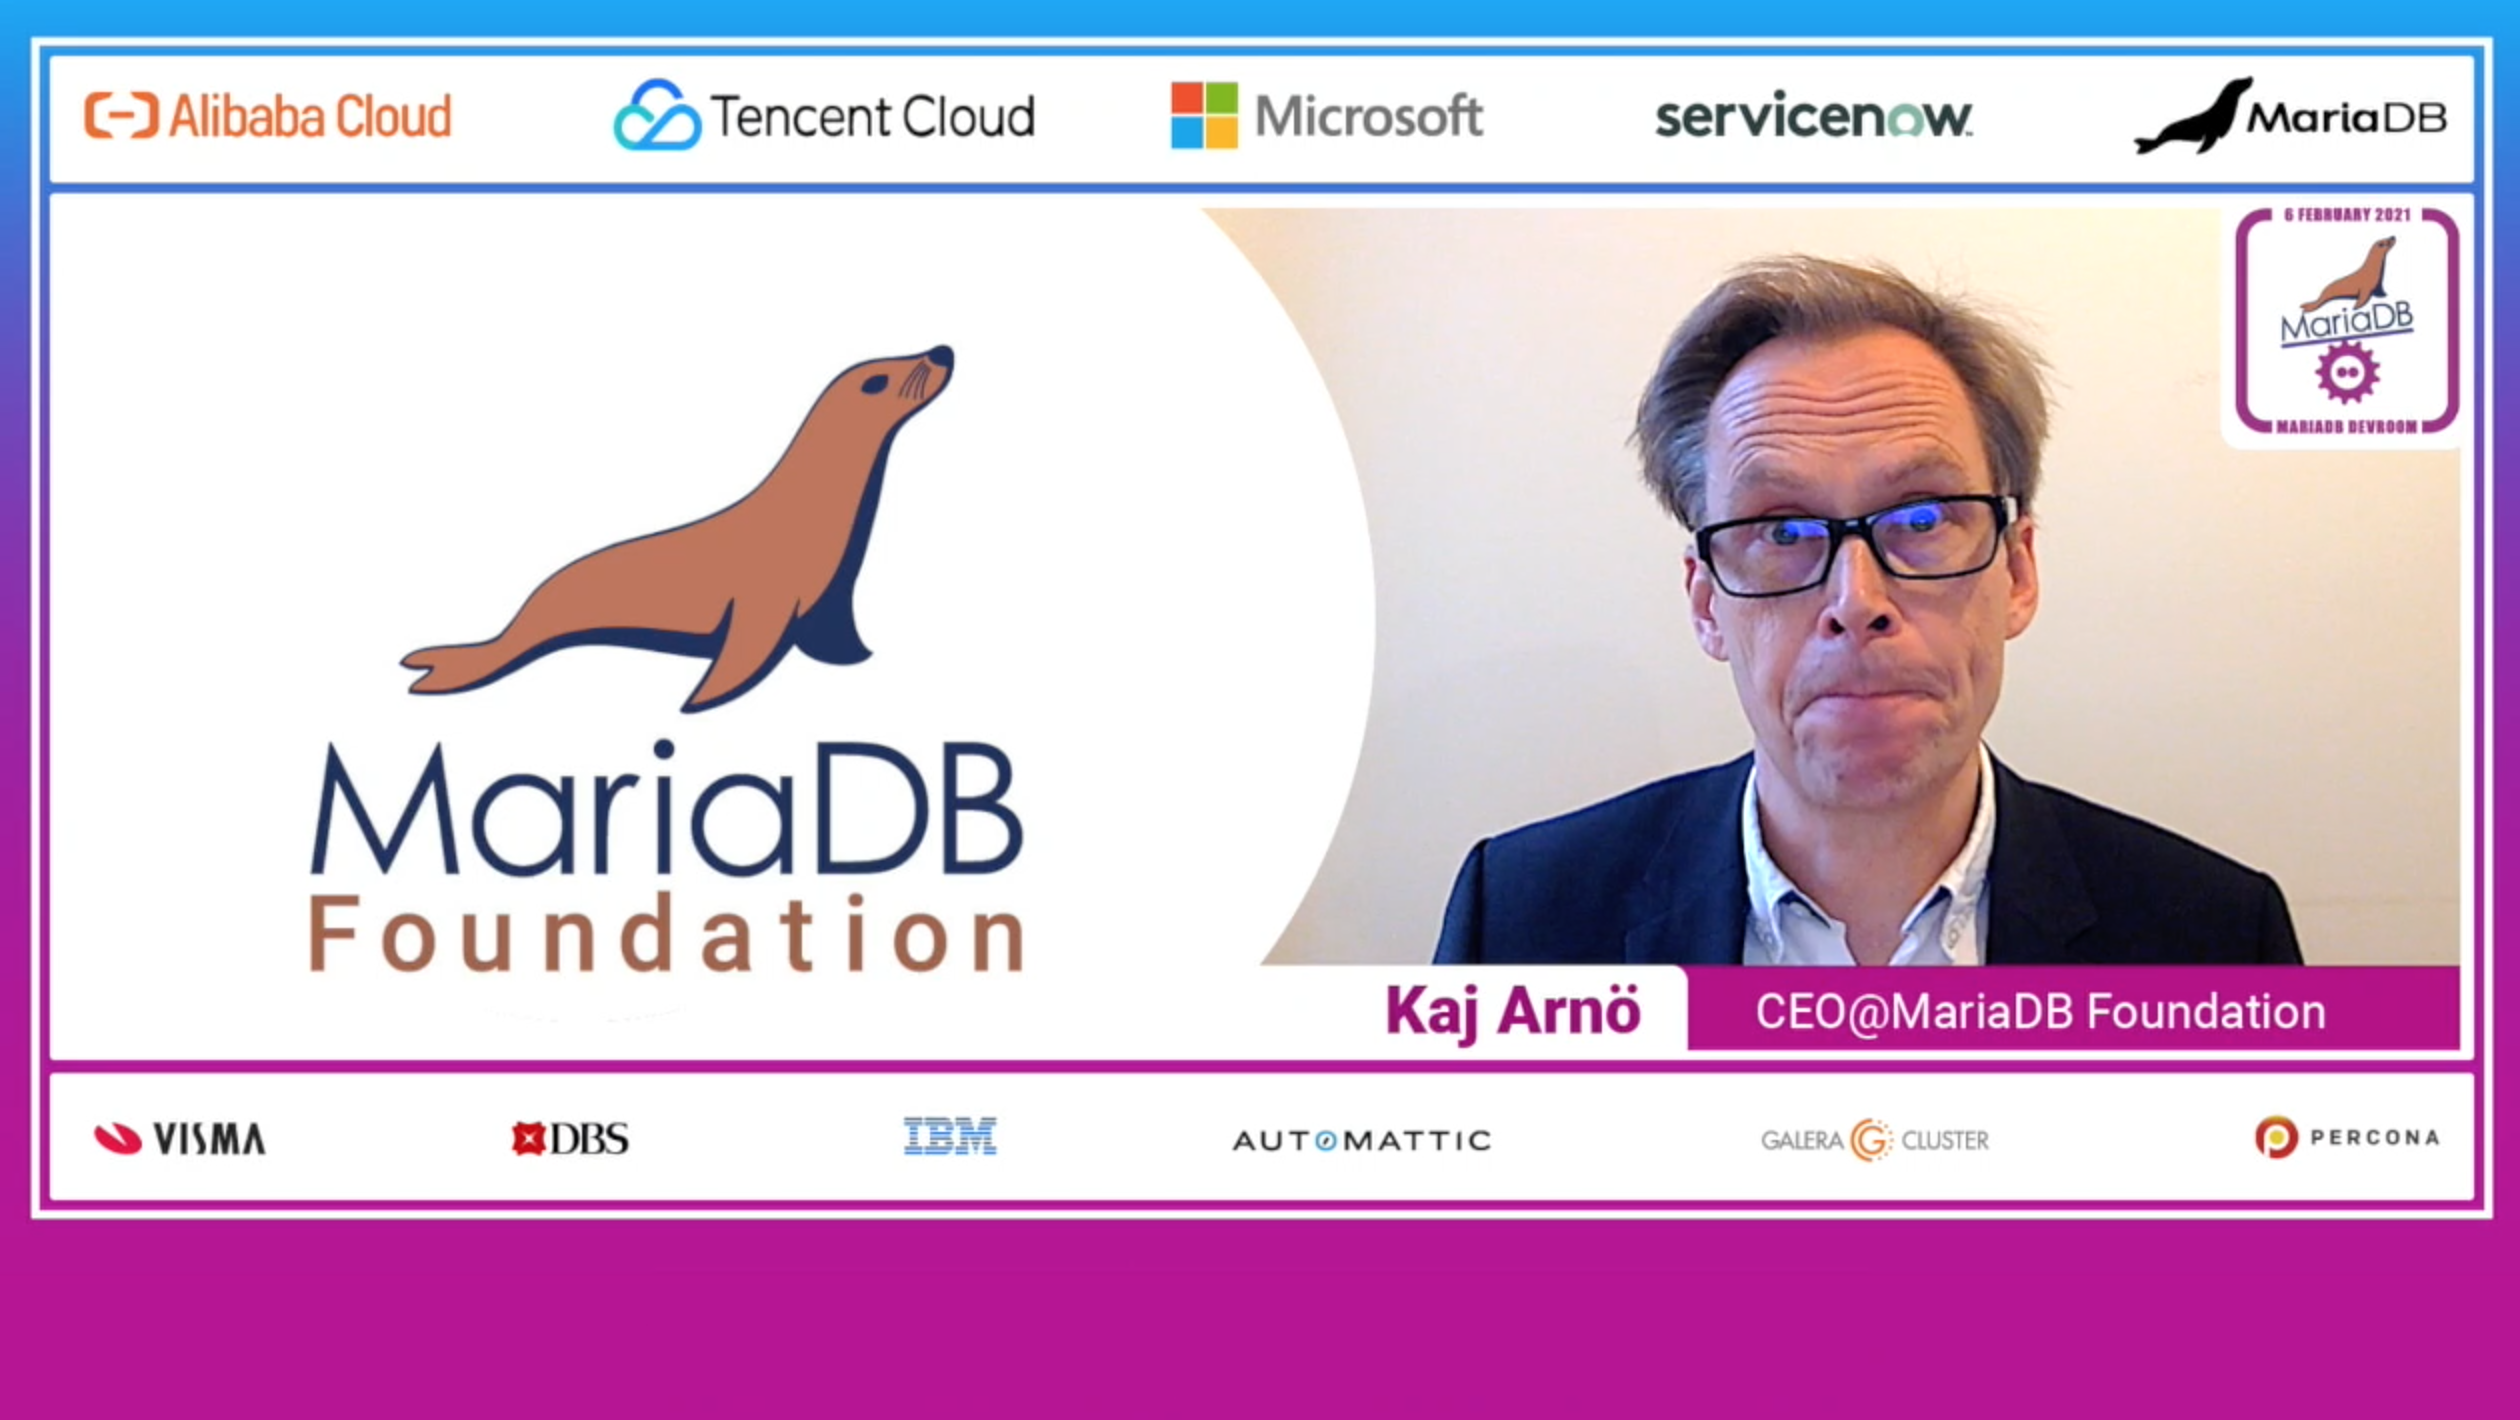 Alibaba Cloud
Tencent Cloud
Microsoft
servicenow™
MariaDB
6 FEBRUARY 2021
MariaDB
MARIADB DEVROOM
MariaDB
Foundation
Kaj Arnö
CEO@MariaDB Foundation
VISMA
DBS
IBM
AUTOMATTIC
GALERA CLUSTER
PERCONA